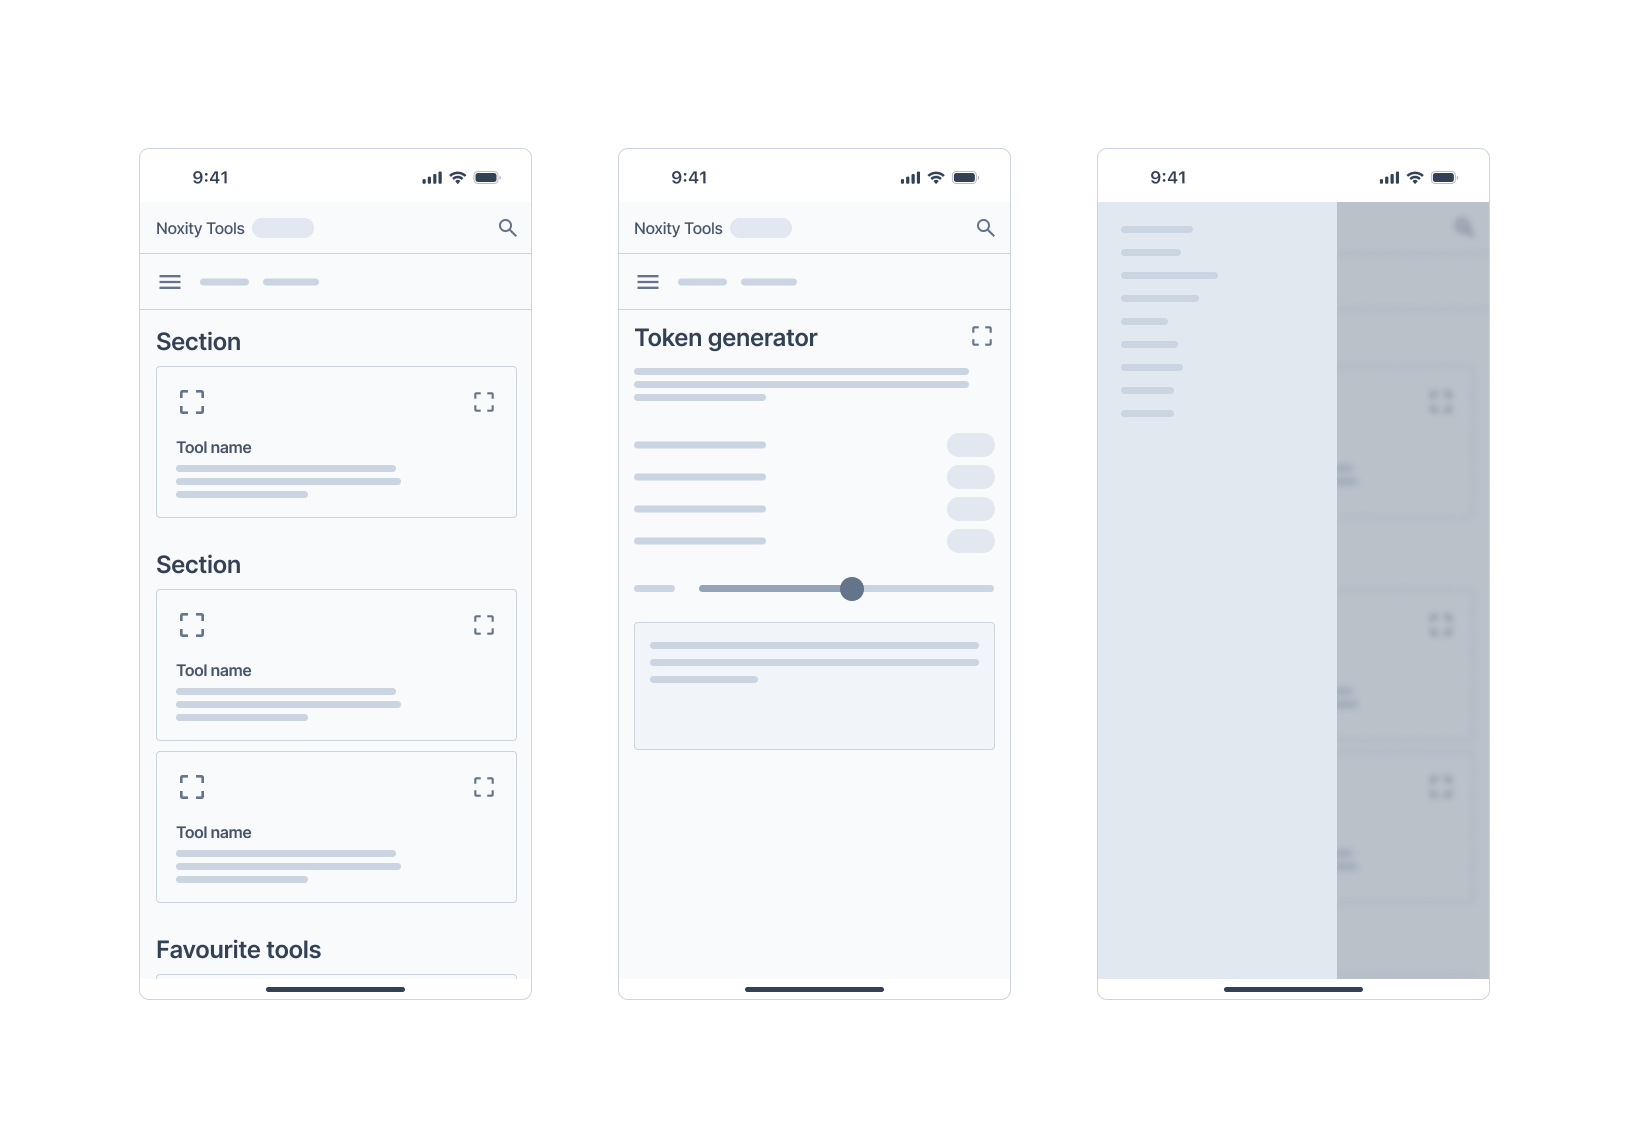 9:41
Noxity Tools
Section
Tool name
Section
Tool name
Tool name
Favourite tools
9:41
Noxity Tools
Token generator
9:41